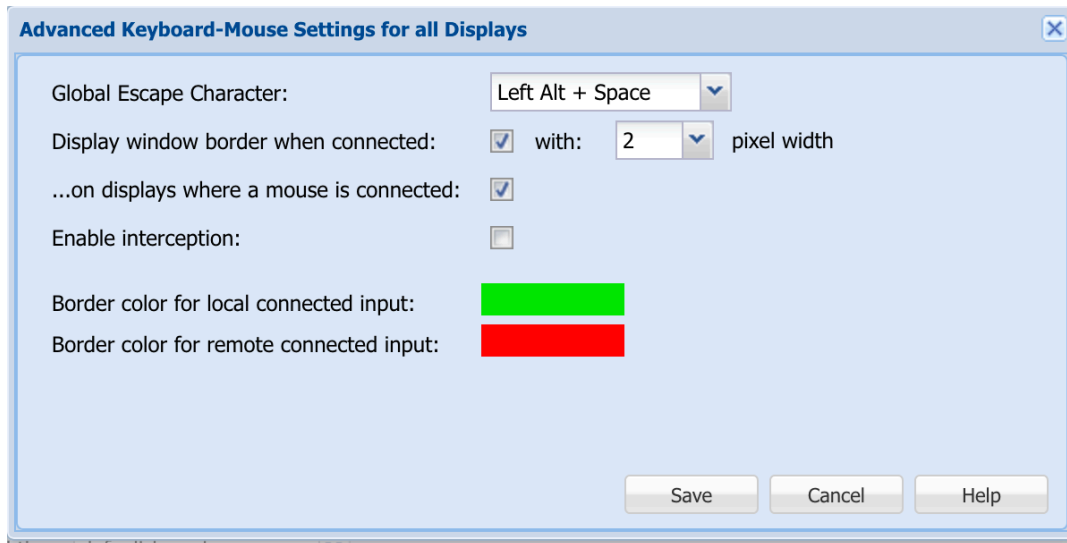 Advanced Keyboard-Mouse Settings for all Displays
Global Escape Character: Left Alt + Space
Display window border when connected: with: 2 pixel width
...on displays where a mouse is connected:
Enable interception:
Border color for local connected input:
Border color for remote connected input:
Save Cancel Help